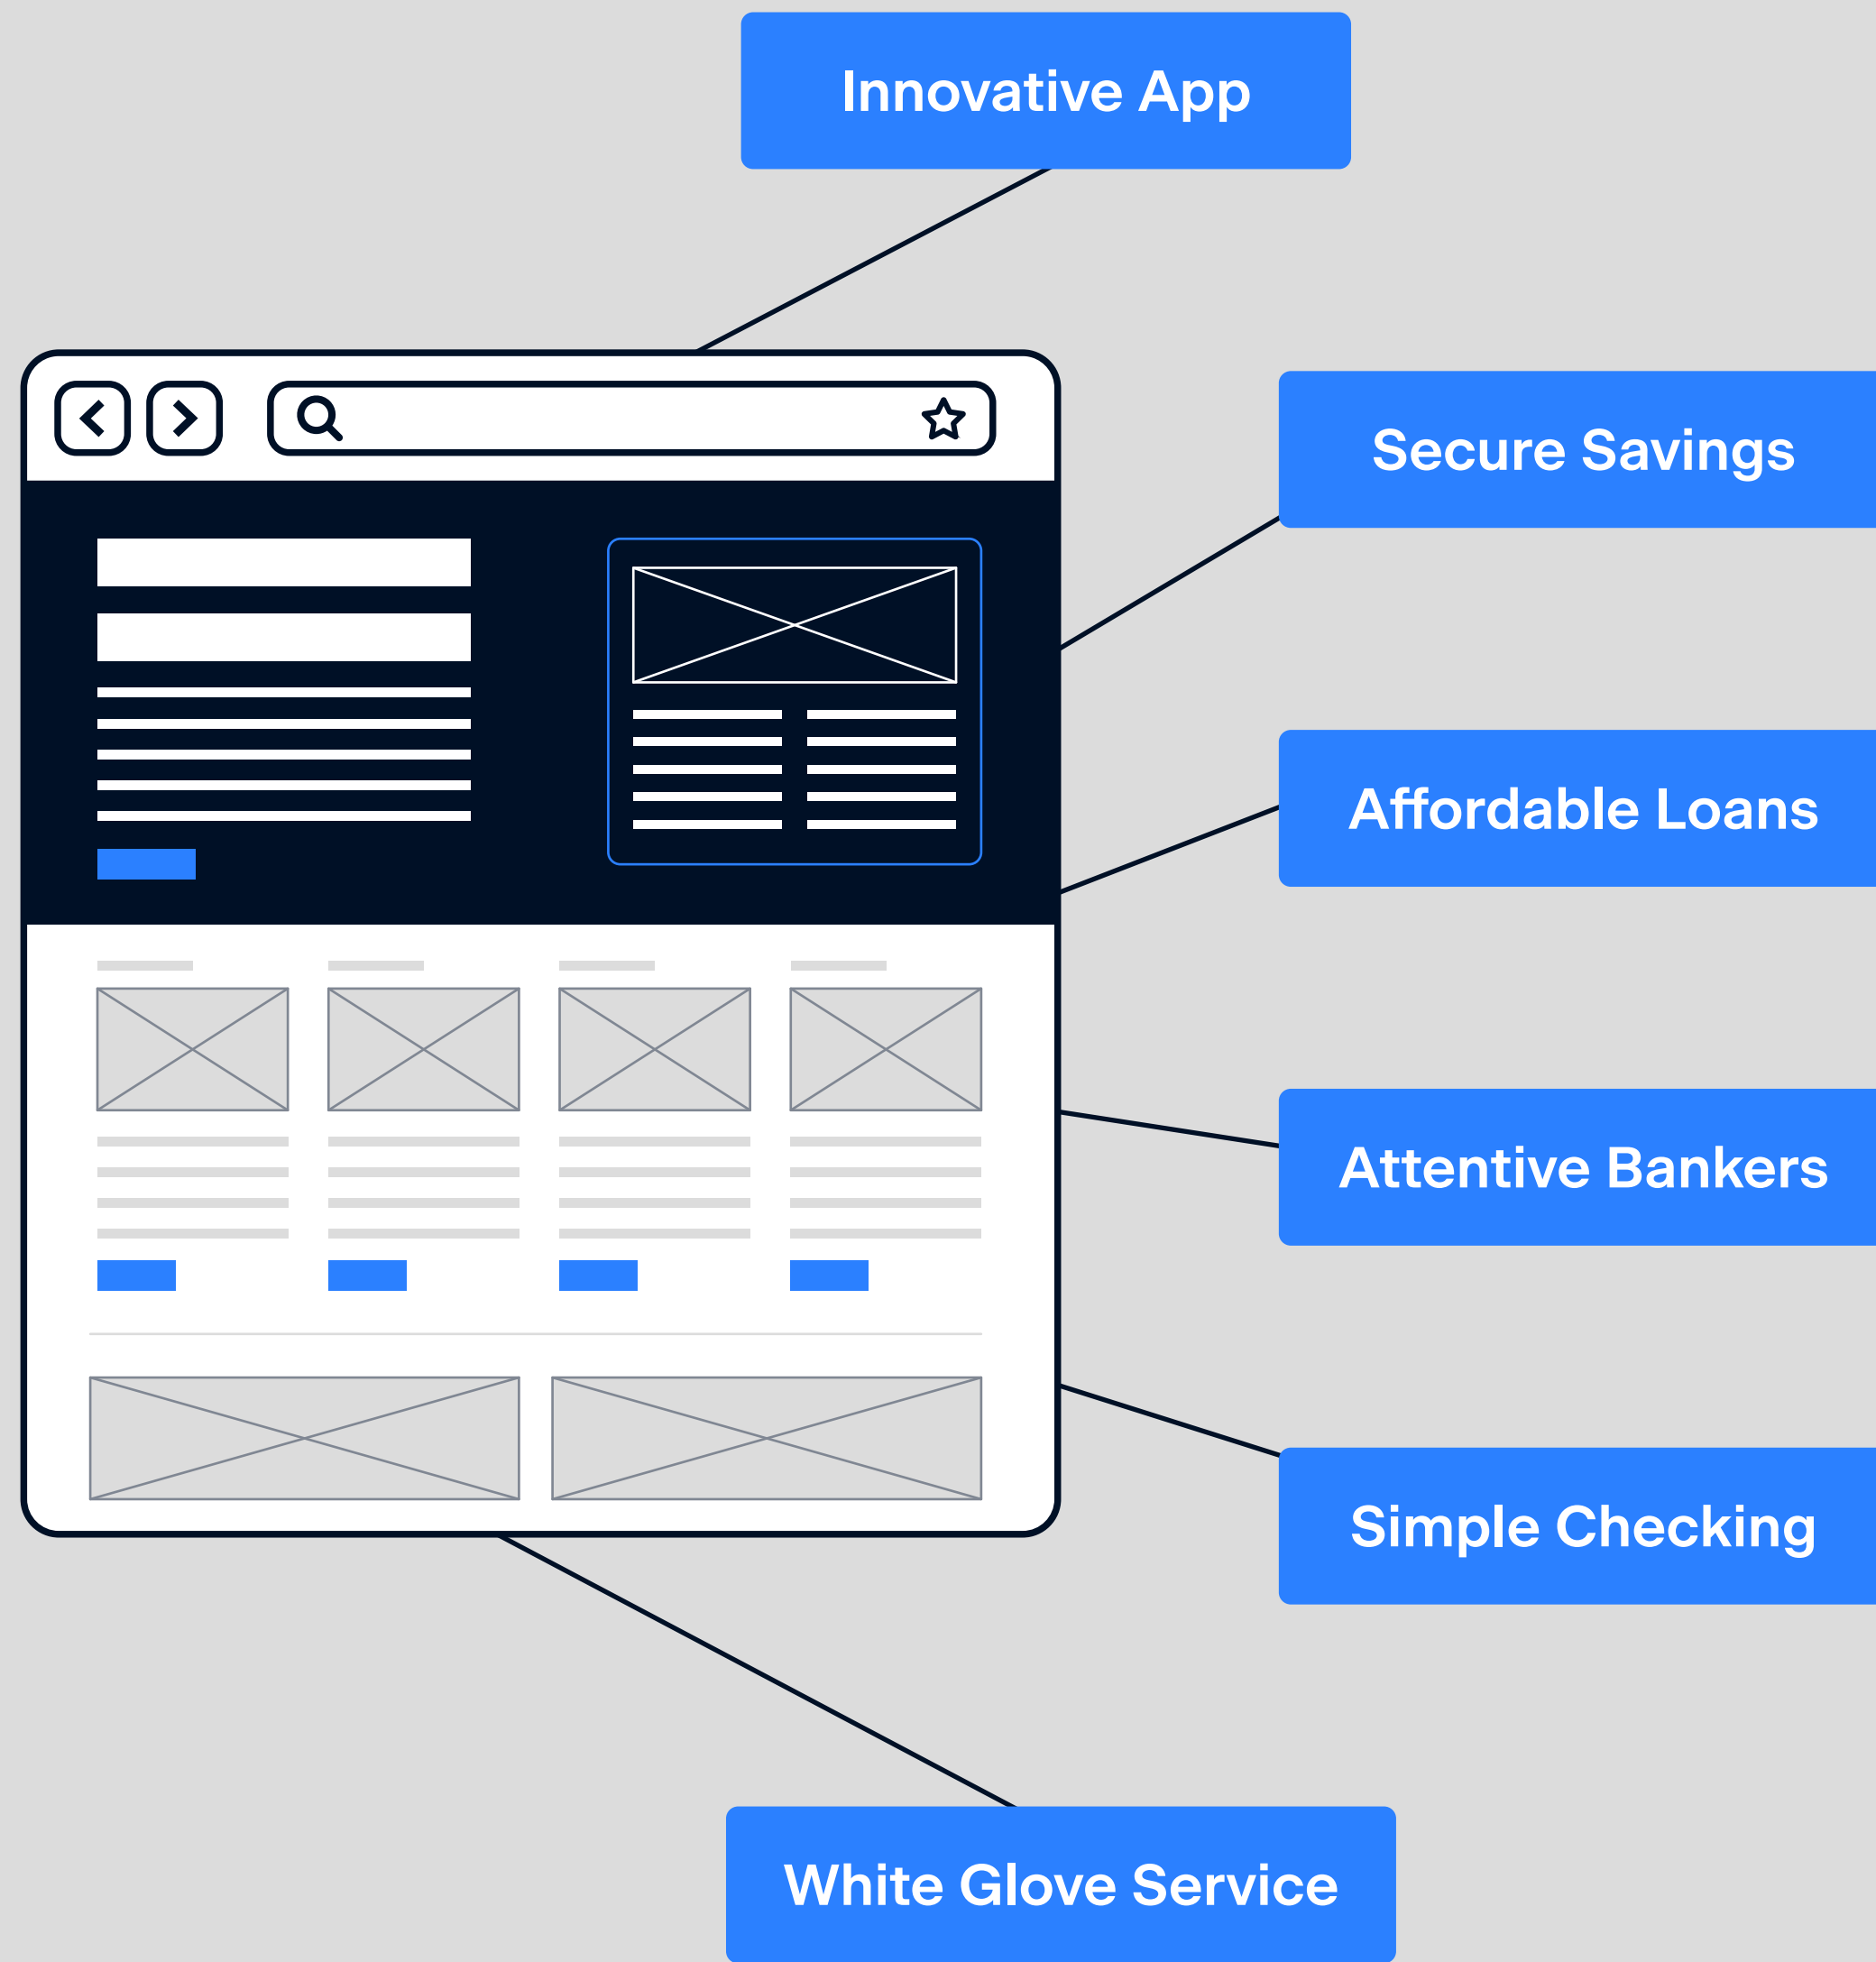 Innovative App
Secure Savings
Affordable Loans
Attentive Bankers
Simple Checking
White Glove Service